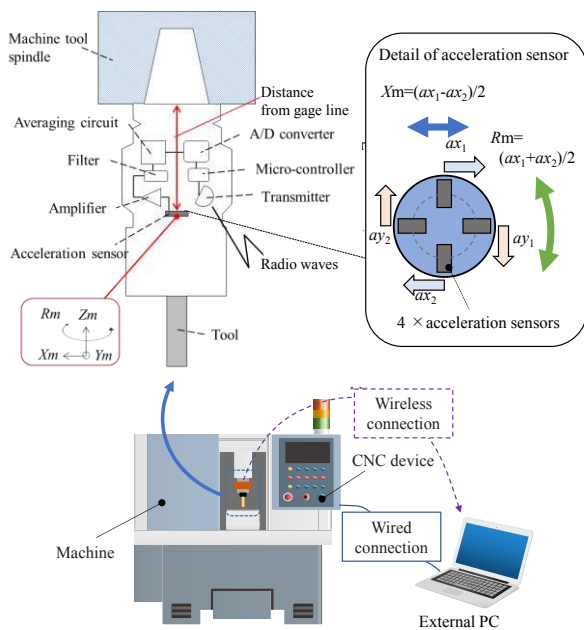 Machine tool
spindle
Distance
from gage line
Averaging circuit
A/D converter
Filter
Micro-controller
Amplifier
Transmitter
Acceleration sensor
Radio waves
Rm Zm
Xm Ym
Tool
Detail of acceleration sensor
Xm=(ax₁-ax₂)/2
ax₁
Rm=
(ax₁+ax₂)/2
ay₂
ay₁
ax₂
4 × acceleration sensors
Wireless
connection
CNC device
Machine
Wired
connection
External PC